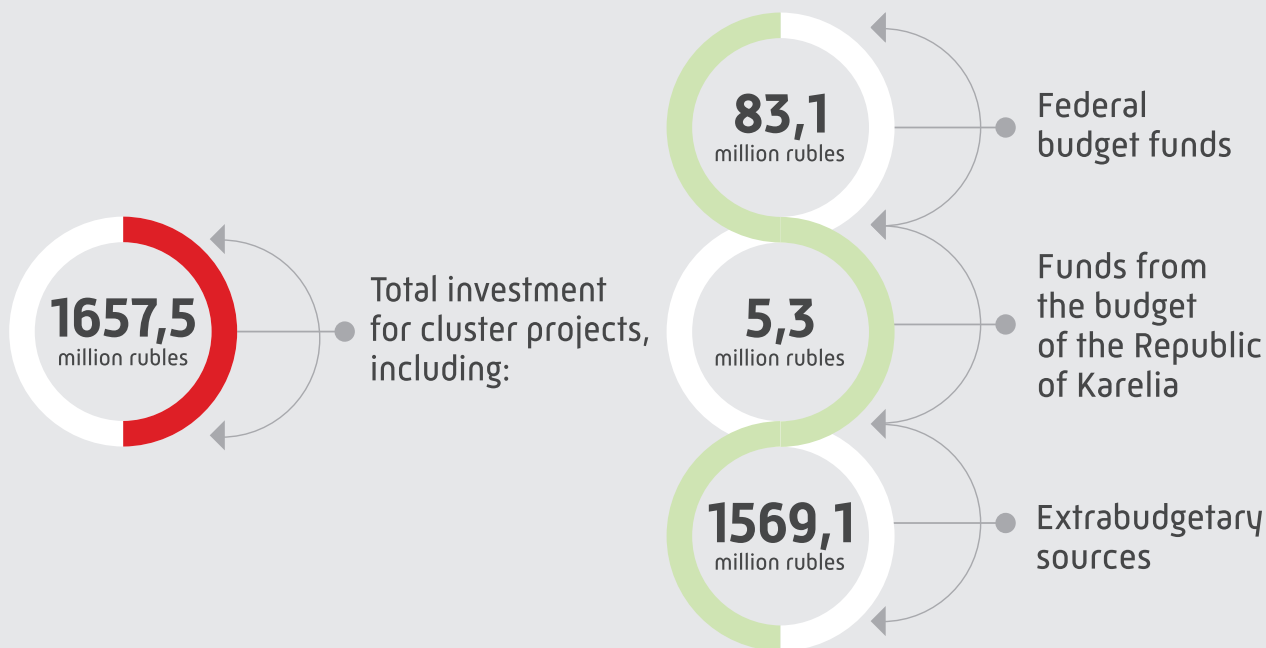 1657,5
million rubles
Total investment
for cluster projects,
including:
83,1
million rubles
Federal
budget funds
5,3
million rubles
Funds from
the budget
of the Republic
of Karelia
1569,1
million rubles
Extrabudgetary
sources